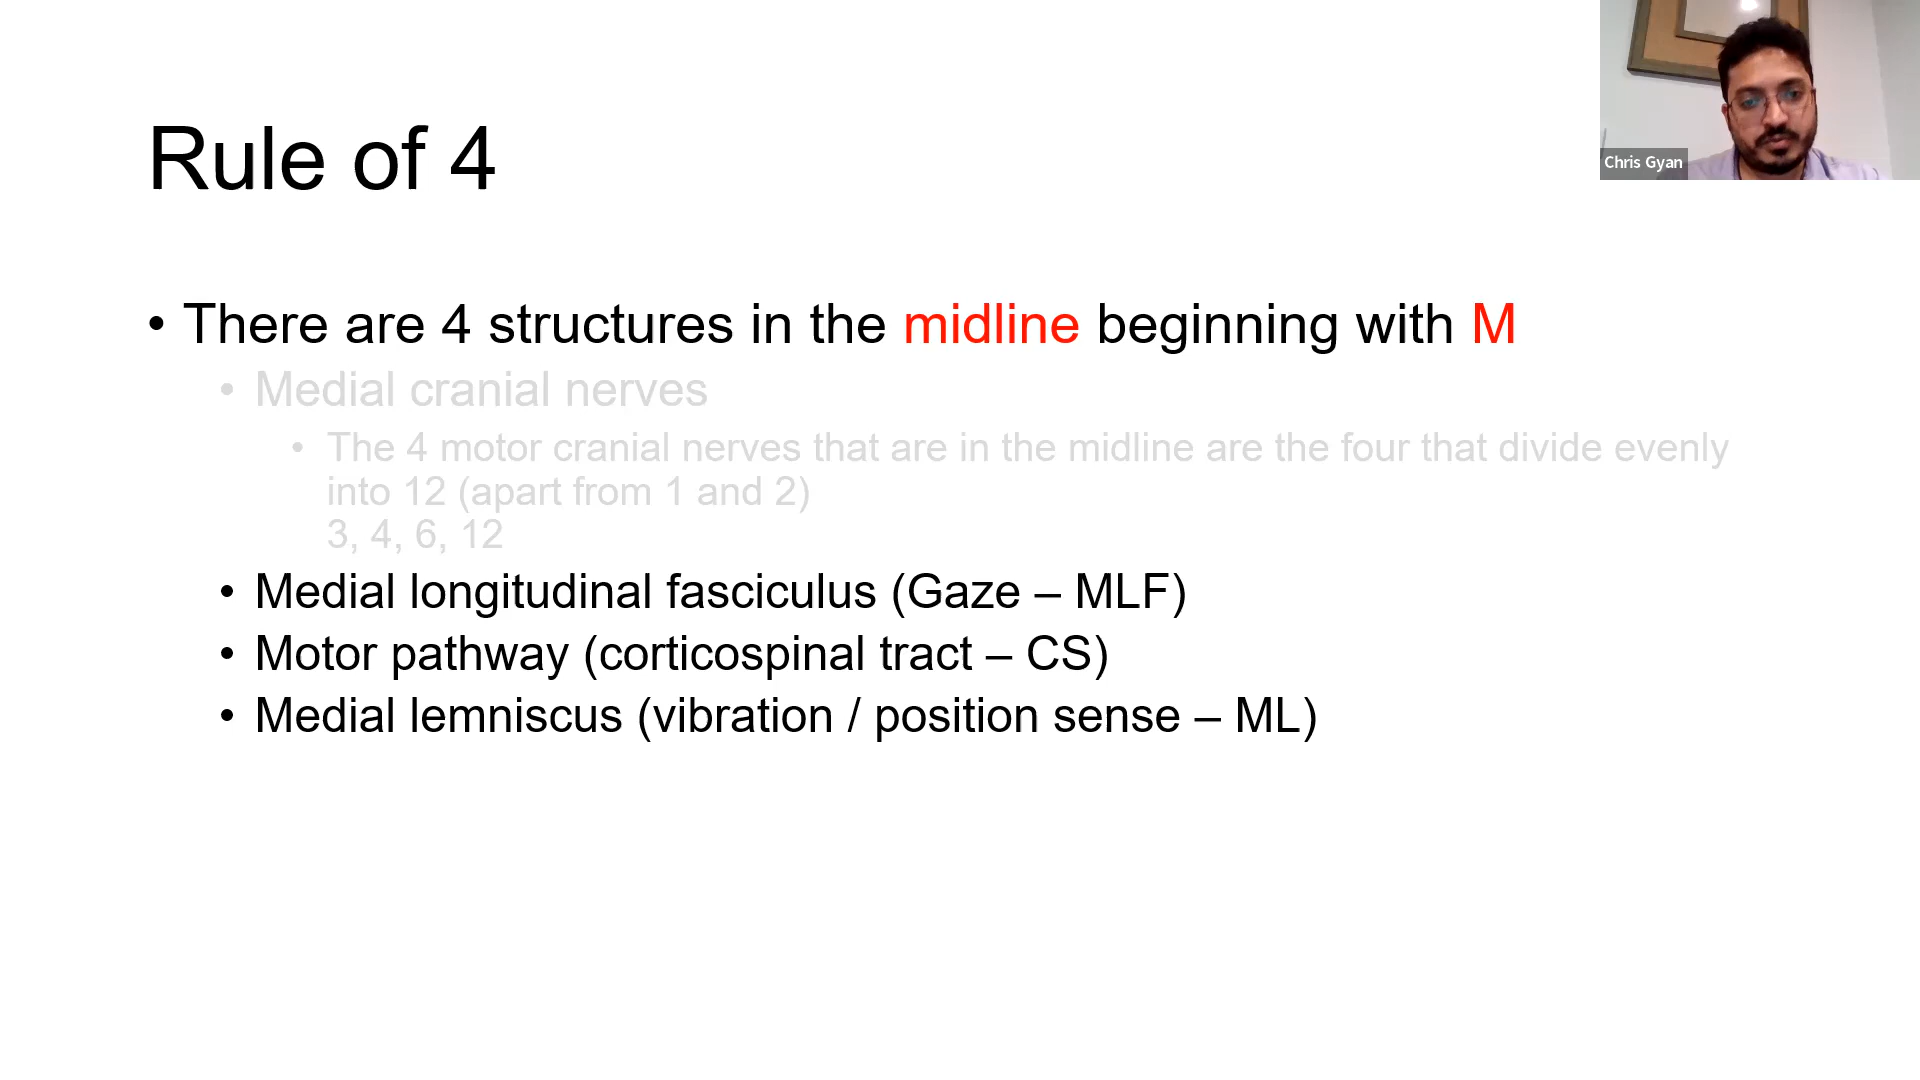 Chris Gyan
Rule of 4
• There are 4 structures in the midline beginning with M
• Medial cranial nerves
• The 4 motor cranial nerves that are in the midline are the four that divide evenly
into 12 (apart from 1 and 2)
3, 4, 6, 12
• Medial longitudinal fasciculus (Gaze – MLF)
• Motor pathway (corticospinal tract – CS)
• Medial lemniscus (vibration / position sense – ML)